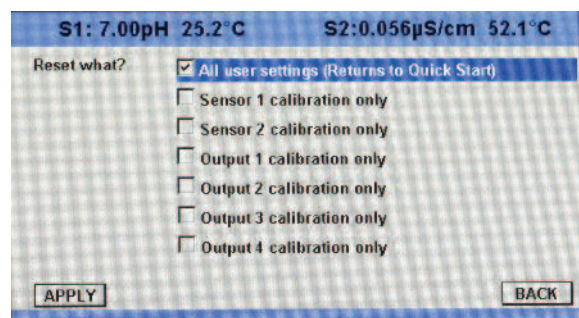 S1: 7.00pH 25.2°C S2:0.056µS/cm 52.1°C
Reset what? All user settings (Returns to Quick Start)
Sensor 1 calibration only
Sensor 2 calibration only
Output 1 calibration only
Output 2 calibration only
Output 3 calibration only
Output 4 calibration only
APPLY BACK